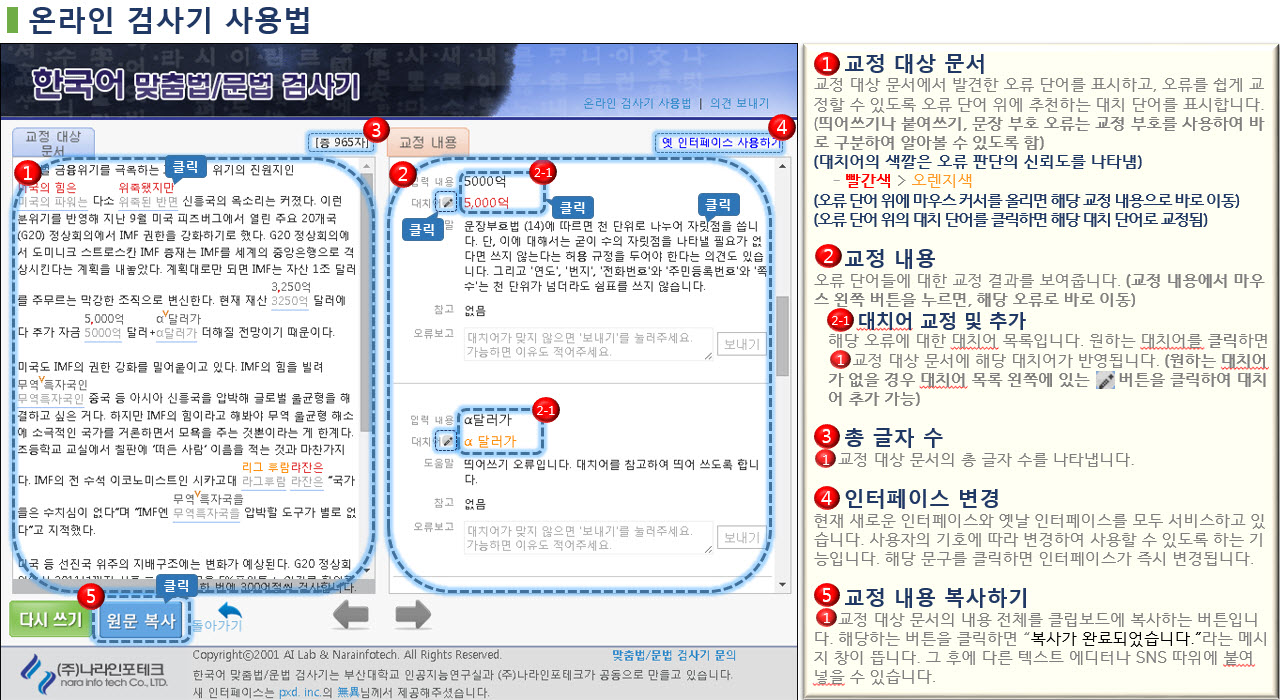 온라인 검사기 사용법
한국어 맞춤법/문법 검사기
온라인 검사기 사용법 | 의견 보내기
교정 대상
문서
[총 965자]
3
교정 내용
4
옛 인터페이스 사용하기
1
클릭
금융위기를 극복하는
위기의 진원지인
미국의 힘은 위축됐지만
미국의 파워는 다소 위축된 반면 신흥국의 목소리는 커졌다. 이런
분위기를 반영해 지난 9월 미국 피츠버그에서 열린 주요 20개국
(G20) 정상회의에서 IMF 권한을 강화하기로 했다. G20 정상회의에
서 도미니크 스트로스칸 IMF 총재는 IMF를 세계의 중앙은행으로 격
상시킨다는 계획을 내놓았다. 계획대로만 되면 IMF는 자산 1조 달러
3,250억
를 주무르는 막강한 조직으로 변신한다. 현재 재산 3250억 달러에
5,000억 α∨달러가
다 추가 자금 5000억 달러+α달러가 더해질 전망이기 때문이다.
미국도 IMF의 권한 강화를 밀어붙이고 있다. IMF의 힘을 빌려
무역∨흑자국인
무역흑자국인 중국 등 아시아 신흥국을 압박해 글로벌 불균형을 해
결하고 싶은 거다. 하지만 IMF의 힘이라고 해봐야 무역 불균형 해소
에 소극적인 국가를 거론하면서 모욕을 주는 것뿐이라는 게 한계다.
초등학교 교실에서 칠판에 '떠든 사람' 이름을 적는 것과 마찬가지
리그 푸람 라잔은
다. IMF의 전 수석 이코노미스트인 시카고대 라그푸람 라잔은 “국가
무역∨흑자국을
들은 수치심이 없다”며 “IMF엔 무역흑자국을 압박할 도구가 별로 없
다”고 지적했다.
미국 등 선진국 위주의 지배구조에는 변화가 예상된다. G20 정상회
한 번에 300어절씩 검사합니다.
2
2-1
입력 내용 5000억
대치어 5,000억
클릭
클릭
클릭
문장부호법 (14)에 따르면 천 단위로 나누어 자릿점을 씁니
다. 단, 이에 대해서는 굳이 수의 자릿점을 나타낼 필요가 없
다면 쓰지 않는다는 허용 규정을 두어야 한다는 의견도 있습
니다. 그리고 '연도', '번지', '전화번호'와 '주민등록번호'와 '쪽
수'는 천 단위가 넘더라도 쉼표를 쓰지 않습니다.
참고 없음
오류보고 대치어가 맞지 않으면 '보내기'를 눌러주세요.
가능하면 이유도 적어주세요.
보내기
2-1
입력 내용 α달러가
대치어 α 달러가
도움말 띄어쓰기 오류입니다. 대치어를 참고하여 띄어 쓰도록 합니
다.
참고 없음
오류보고 대치어가 맞지 않으면 '보내기'를 눌러주세요.
가능하면 이유도 적어주세요.
보내기
5
클릭
다시 쓰기
원문 복사
돌아가기
(주)나라인포테크
nara info tech Co., LTD.
Copyrightⓒ2001 AI Lab & Narainfotech. All Rights Reserved.
맞춤법/문법 검사기 문의
한국어 맞춤법/문법 검사기는 부산대학교 인공지능연구실과 (주)나라인포테크가 공동으로 만들고 있습니다.
새 인터페이스는 pxd. inc.의 無異님께서 제공해주셨습니다.
1 교정 대상 문서
교정 대상 문서에서 발견한 오류 단어를 표시하고, 오류를 쉽게 교
정할 수 있도록 오류 단어 위에 추천하는 대치 단어를 표시합니다.
(띄어쓰기나 붙여쓰기, 문장 부호 오류는 교정 부호를 사용하여 바
로 구분하여 알아볼 수 있도록 함)
(대치어의 색깔은 오류 판단의 신뢰도를 나타냄)
- 빨간색 > 오렌지색
(오류 단어 위에 마우스 커서를 올리면 해당 교정 내용으로 바로 이동)
(오류 단어 위의 대치 단어를 클릭하면 해당 대치 단어로 교정됨)
2 교정 내용
오류 단어들에 대한 교정 결과를 보여줍니다. (교정 내용에서 마우
스 왼쪽 버튼을 누르면, 해당 오류로 바로 이동)
2-1 대치어 교정 및 추가
해당 오류에 대한 대치어 목록입니다. 원하는 대치어를 클릭하면
1 교정 대상 문서에 해당 대치어가 반영됩니다. (원하는 대치어
가 없을 경우 대치어 목록 왼쪽에 있는 버튼을 클릭하여 대치
어 추가 가능)
3 총 글자 수
1 교정 대상 문서의 총 글자 수를 나타냅니다.
4 인터페이스 변경
현재 새로운 인터페이스와 옛날 인터페이스를 모두 서비스하고 있
습니다. 사용자의 기호에 따라 변경하여 사용할 수 있도록 하는 기
능입니다. 해당 문구를 클릭하면 인터페이스가 즉시 변경됩니다.
5 교정 내용 복사하기
1 교정 대상 문서의 내용 전체를 클립보드에 복사하는 버튼입니
다. 해당하는 버튼을 클릭하면 “복사가 완료되었습니다.”라는 메시
지 창이 뜹니다. 그 후에 다른 텍스트 에디터나 SNS 따위에 붙여
넣을 수 있습니다.